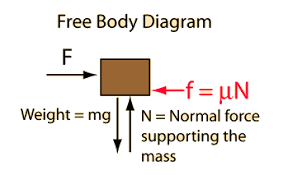 Free Body Diagram
F
f = μN
Weight = mg
N = Normal force
supporting the
mass